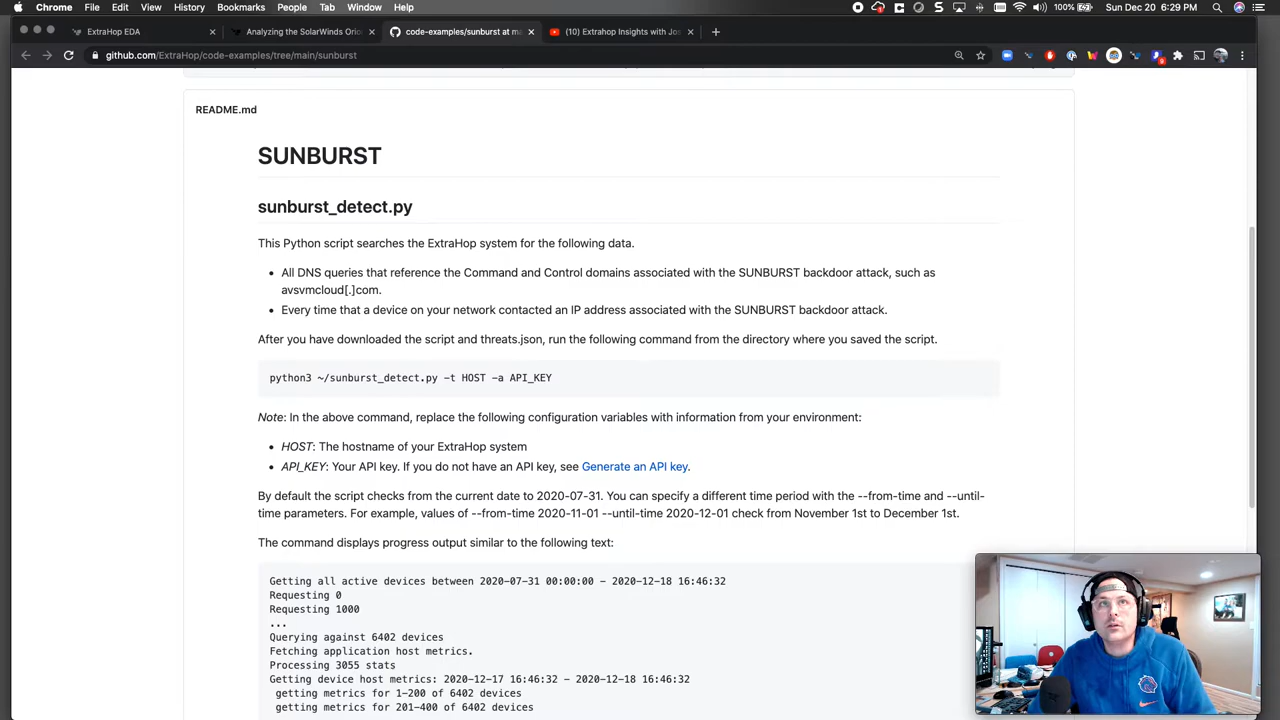 Chrome File Edit View History Bookmarks People Tab Window Help
100% Sun Dec 20 6:29 PM
ExtraHop EDA
Analyzing the SolarWinds Orio
code-examples/sunburst at ma
(10) Extrahop Insights with Jos
github.com/ExtraHop/code-examples/tree/main/sunburst
README.md
SUNBURST
sunburst_detect.py
This Python script searches the ExtraHop system for the following data.
• All DNS queries that reference the Command and Control domains associated with the SUNBURST backdoor attack, such as
avsvmcloud[.]com.
• Every time that a device on your network contacted an IP address associated with the SUNBURST backdoor attack.
After you have downloaded the script and threats.json, run the following command from the directory where you saved the script.
python3 ~/sunburst_detect.py -t HOST -a API_KEY
Note: In the above command, replace the following configuration variables with information from your environment:
• HOST: The hostname of your ExtraHop system
• API_KEY: Your API key. If you do not have an API key, see Generate an API key.
By default the script checks from the current date to 2020-07-31. You can specify a different time period with the --from-time and --until-
time parameters. For example, values of --from-time 2020-11-01 --until-time 2020-12-01 check from November 1st to December 1st.
The command displays progress output similar to the following text:
Getting all active devices between 2020-07-31 00:00:00 - 2020-12-18 16:46:32
Requesting 0
Requesting 1000
...
Querying against 6402 devices
Fetching application host metrics.
Processing 3055 stats
Getting device host metrics: 2020-12-17 16:46:32 - 2020-12-18 16:46:32
getting metrics for 1-200 of 6402 devices
getting metrics for 201-400 of 6402 devices